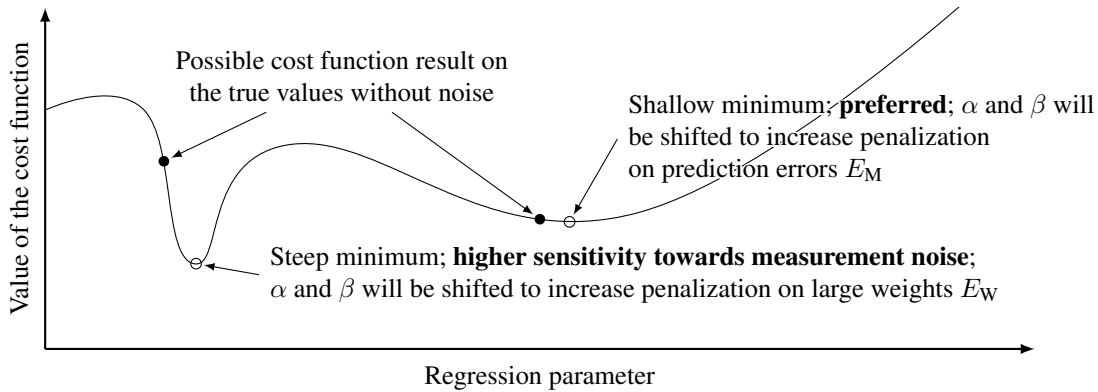 Value of the cost function
Possible cost function result on
the true values without noise
Shallow minimum; preferred; α and β will
be shifted to increase penalization
on prediction errors E_M
Steep minimum; higher sensitivity towards measurement noise;
α and β will be shifted to increase penalization on large weights E_W
Regression parameter